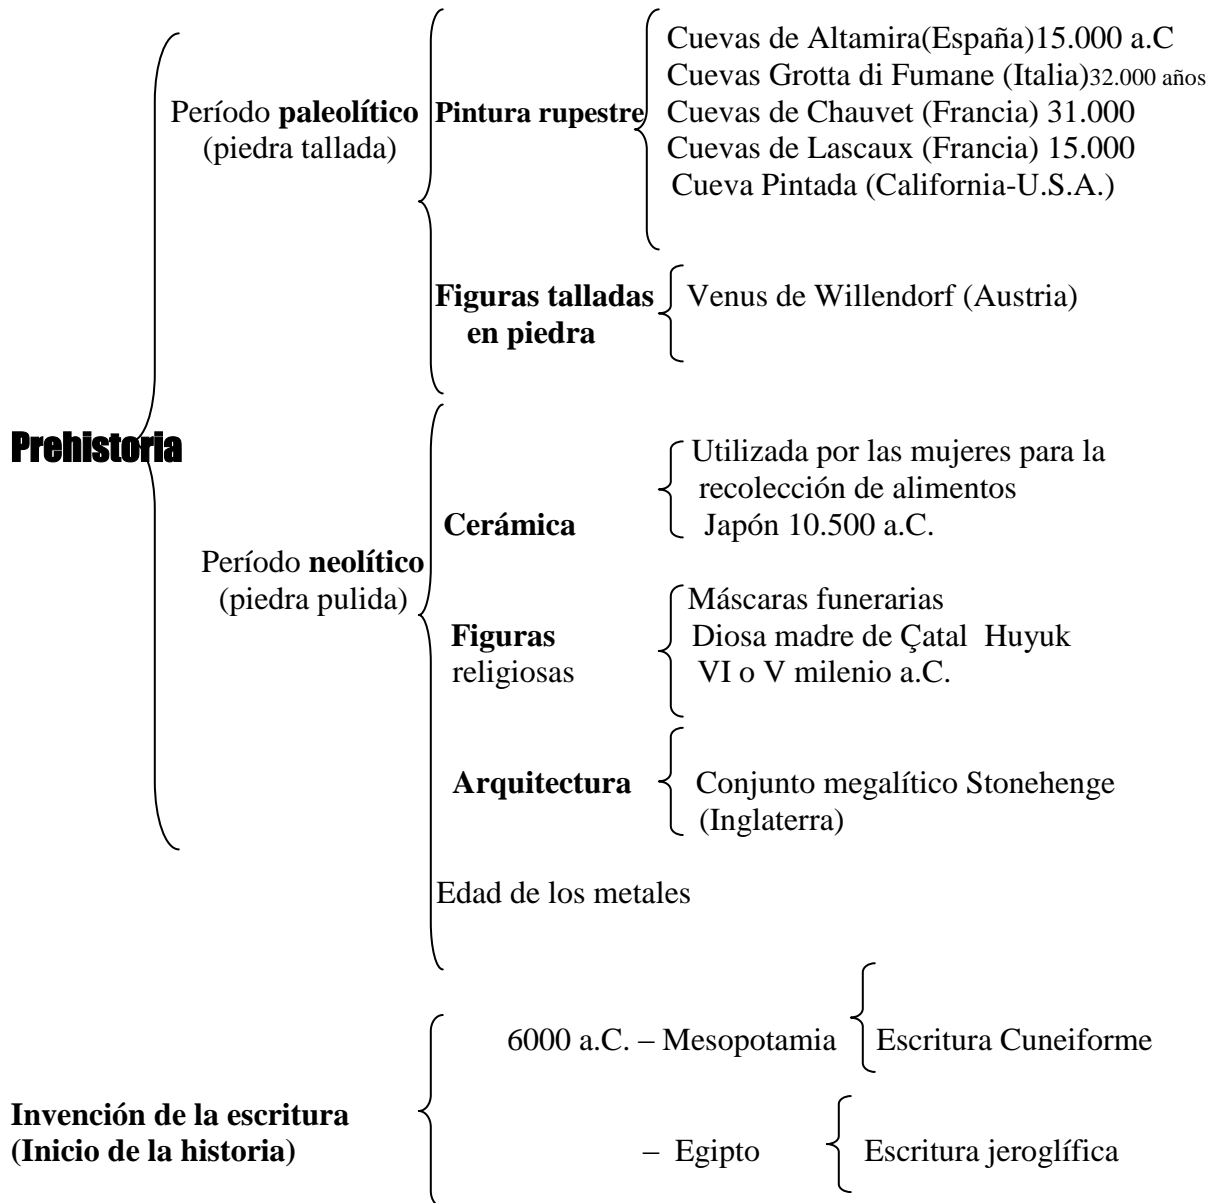 Cuevas de Altamira(España)15.000 a.C
Cuevas Grotta di Fumane (Italia)32.000 años
Período paleolítico
(piedra tallada)
Pintura rupestre
Cuevas de Chauvet (Francia) 31.000
Cuevas de Lascaux (Francia) 15.000
Cueva Pintada (California-U.S.A.)
Figuras talladas
en piedra
Venus de Willendorf (Austria)
Prehistoria
Utilizada por las mujeres para la
recolección de alimentos
Japón 10.500 a.C.
Cerámica
Período neolítico
(piedra pulida)
Máscaras funerarias
Diosa madre de Çatal Huyuk
VI o V milenio a.C.
Figuras
religiosas
Arquitectura
Conjunto megalítico Stonehenge
(Inglaterra)
Edad de los metales
6000 a.C. – Mesopotamia
Escritura Cuneiforme
Invención de la escritura
(Inicio de la historia)
– Egipto
Escritura jeroglífica